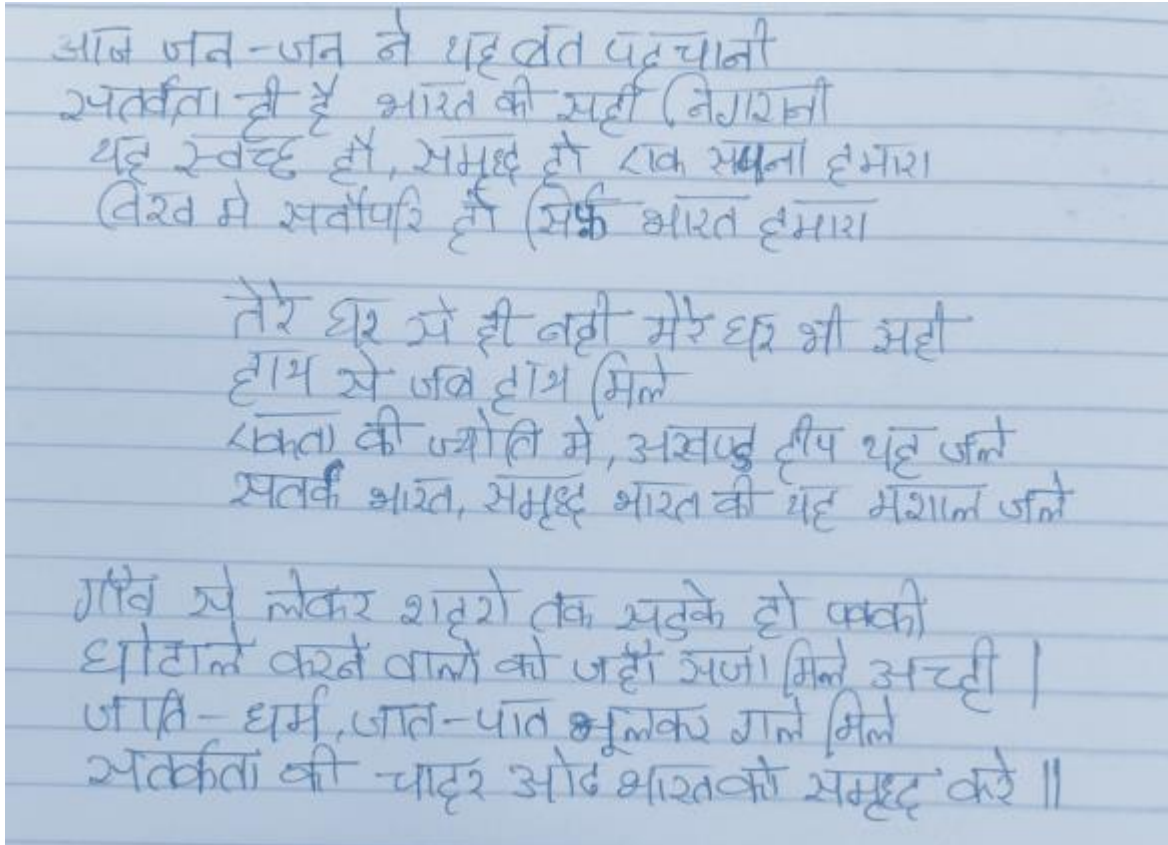 आज जन-जन ने यह बात पहचानी
सतर्कता ही है भारत की सही निगरानी
यह स्वच्छ हो, समृध्द हो एक सपना हमारा
विश्व मे सर्वोपरि हो सिर्फ भारत हमारा
तेरे घर से ही नही मेरे घर भी सही
हाथ से जब हाथ मिले
एकता की ज्योति मे, अखण्ड दीप यह जले
सतर्क भारत, समृध्द भारत की यह मशाल जले
गाँव से लेकर शहरो तक सडके हो पक्की
घोटाले करने वालो को जहाँ सजा मिले अच्छी |
जाति-धर्म, जात-पात भूलकर गले मिले
सतर्कता की चादर ओढ भारत को समृध्द करे ||